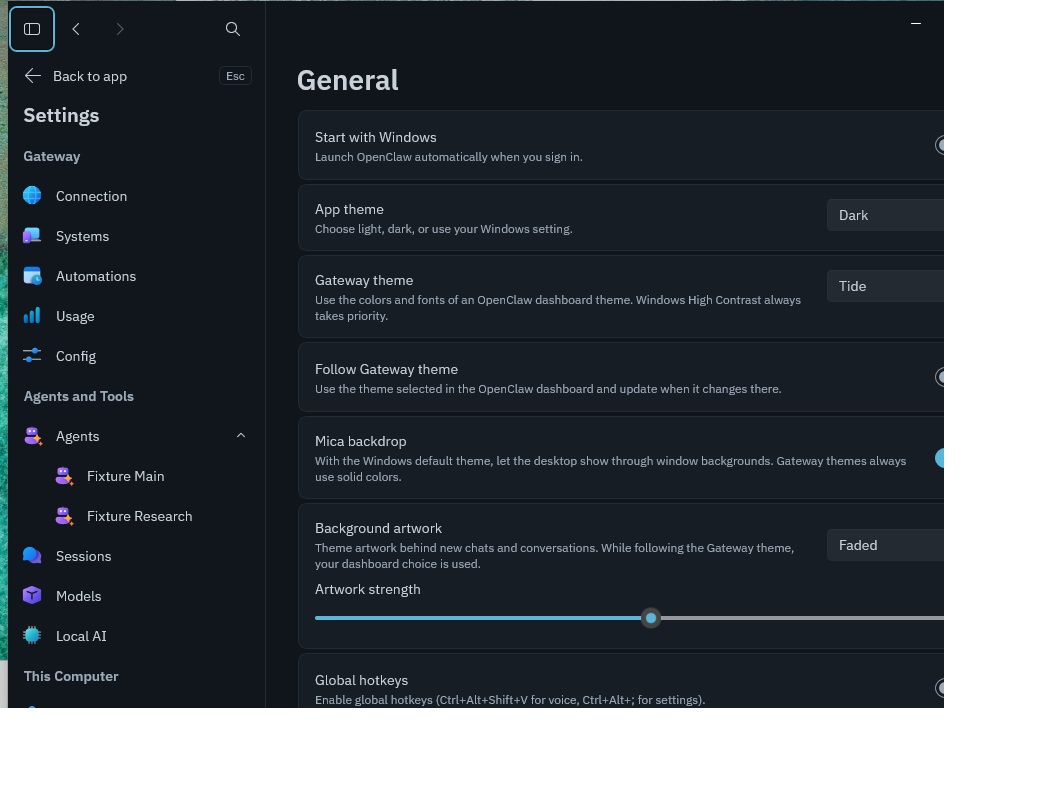 Back to app
Esc
Settings
Gateway
Connection
Systems
Automations
Usage
Config
Agents and Tools
Agents
Fixture Main
Fixture Research
Sessions
Models
Local AI
This Computer
General
Start with Windows
Launch OpenClaw automatically when you sign in.
App theme
Choose light, dark, or use your Windows setting.
Dark
Gateway theme
Use the colors and fonts of an OpenClaw dashboard theme. Windows High Contrast always
takes priority.
Tide
Follow Gateway theme
Use the theme selected in the OpenClaw dashboard and update when it changes there.
Mica backdrop
With the Windows default theme, let the desktop show through window backgrounds. Gateway themes always
use solid colors.
Background artwork
Theme artwork behind new chats and conversations. While following the Gateway theme,
your dashboard choice is used.
Faded
Artwork strength
Global hotkeys
Enable global hotkeys (Ctrl+Alt+Shift+V for voice, Ctrl+Alt+; for settings).